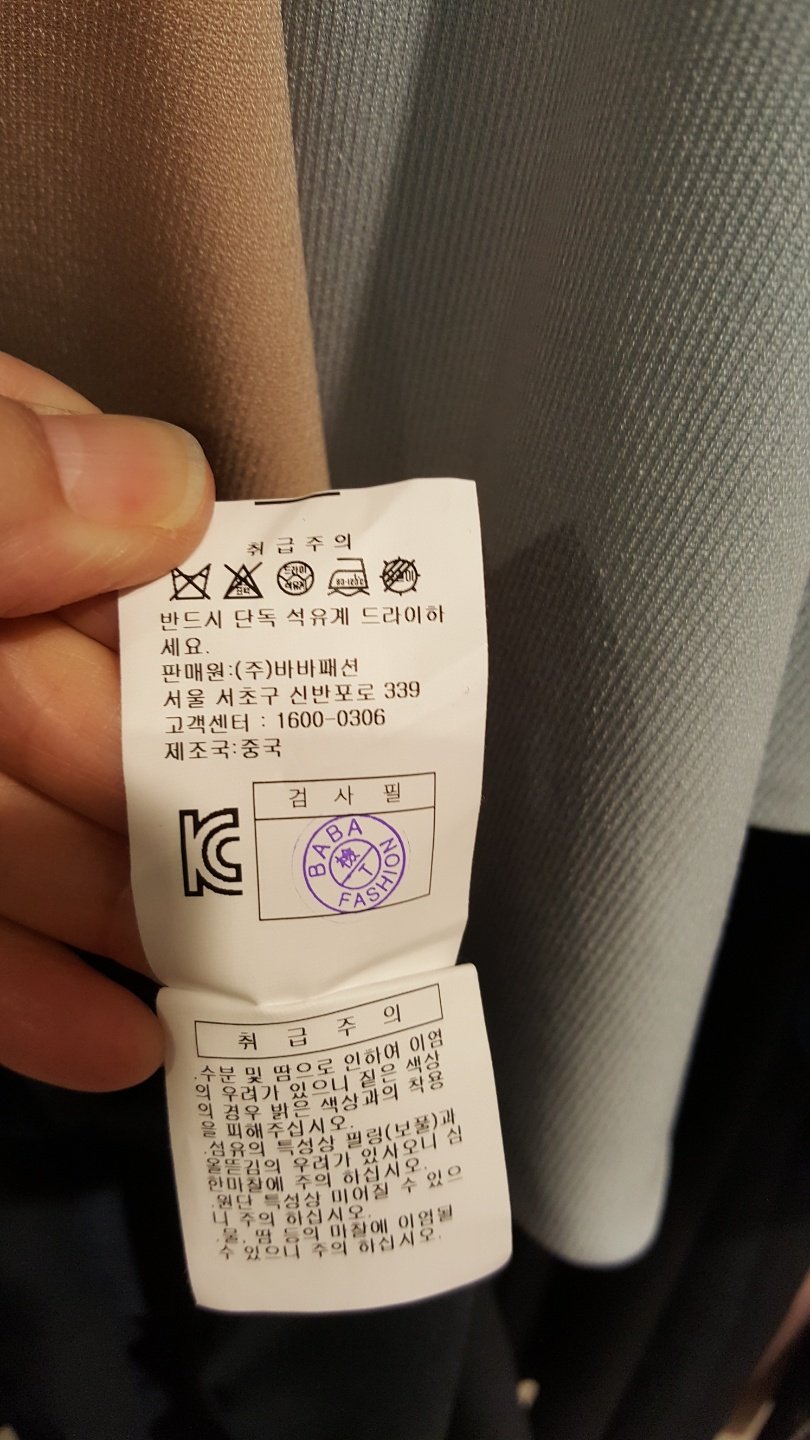 취급주의
드라이
석유계
80-120℃
반드시 단독 석유계 드라이하
세요.
판매원:(주)바바패션
서울 서초구 신반포로 339
고객센터 : 1600-0306
제조국:중국
검 사 필
BABA
FASHION
취 급 주 의
.수분 및 땀으로 인하여 이염
의 우려가 있으니 짙은 색상
의 경우 밝은 색상과의 착용
을 피해주십시오.
.섬유의 특성상 필링(보풀)과
올뜯김의 우려가 있사오니 심
한마찰에 주의 하십시오.
.원단 특성상 미어질 수 있으
니 주의 하십시오.
.물, 땀 등의 마찰에 이염될
수 있으니 주의 하십시오.